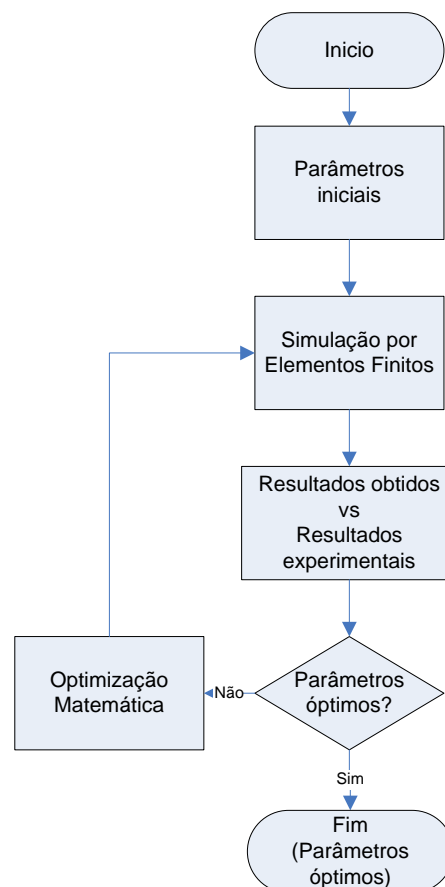 Inicio
Parâmetros
iniciais
Simulação por
Elementos Finitos
Resultados obtidos
vs
Resultados
experimentais
Parâmetros
óptimos?
Não
Optimização
Matemática
Sim
Fim
(Parâmetros
óptimos)